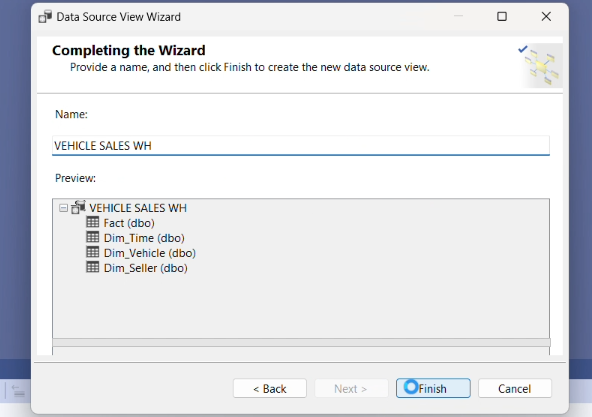 Data Source View Wizard
Completing the Wizard
Provide a name, and then click Finish to create the new data source view.
Name:
VEHICLE SALES WH
Preview:
VEHICLE SALES WH
Fact (dbo)
Dim_Time (dbo)
Dim_Vehicle (dbo)
Dim_Seller (dbo)
< Back
Next >
Finish
Cancel